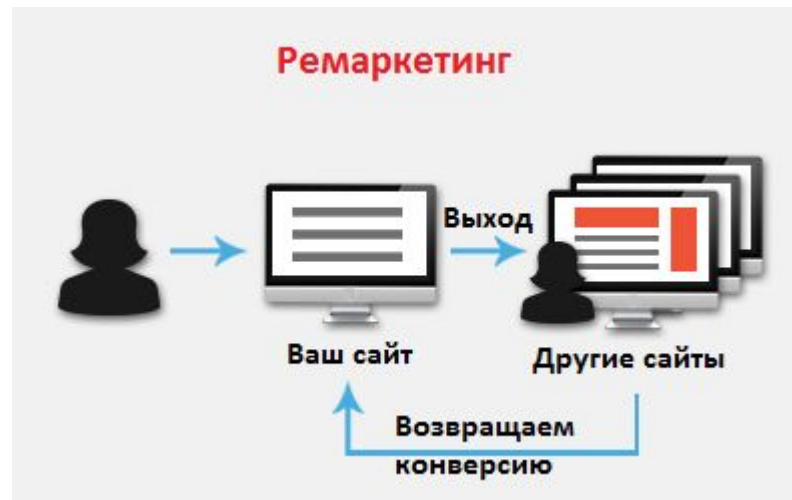 Ремаркетинг
Выход
Ваш сайт
Другие сайты
Возвращаем
конверсию